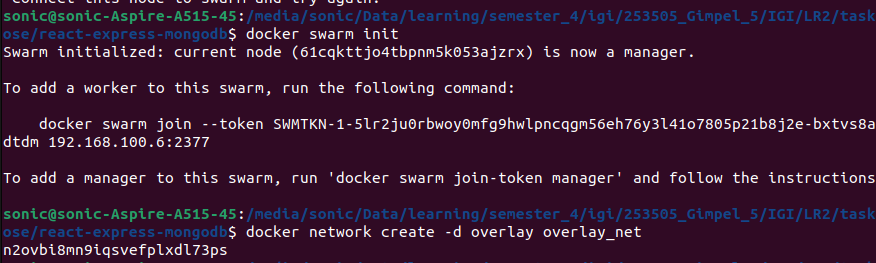 Connect this node to swarm and try again.
sonic@sonic-Aspire-A515-45:/media/sonic/Data/learning/semester_4/igi/253505_Gimpel_5/IGI/LR2/task
ose/react-express-mongodb$ docker swarm init
Swarm initialized: current node (61cqkttjo4tbpnm5k053ajzrx) is now a manager.
To add a worker to this swarm, run the following command:
docker swarm join --token SWMTKN-1-5lr2ju0rbwoy0mfg9hwlpncqgm56eh76y3l41o7805p21b8j2e-bxtvs8a
dtdm 192.168.100.6:2377
To add a manager to this swarm, run 'docker swarm join-token manager' and follow the instructions
sonic@sonic-Aspire-A515-45:/media/sonic/Data/learning/semester_4/igi/253505_Gimpel_5/IGI/LR2/task
ose/react-express-mongodb$ docker network create -d overlay overlay_net
n2ovbi8mn9iqsvefplxdl73ps